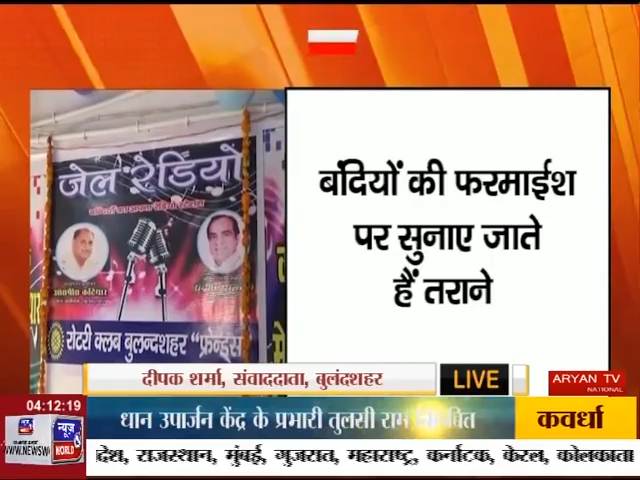 जेल रेडियो
रोटरी क्लब बुलन्दशहर "फ्रेन्ड्स
बंदियों की फरमाईश
पर सुनाए जाते
हैं तराने
दीपक शर्मा, संवाददाता, बुलंदशहर
LIVE
ARYAN TV
NATIONAL
धान उपार्जन केंद्र के प्रभारी तुलसी राम
कवर्धा
04:12:19
न्यूज़
WORLD
देश, राजस्थान, मुंबई, गुजरात, महाराष्ट्र, कर्नाटक, केरल, कोलकाता